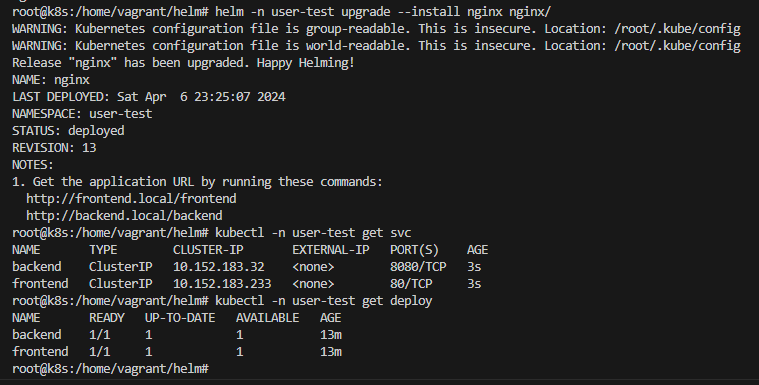 root@k8s:/home/vagrant/helm# helm -n user-test upgrade --install nginx nginx/
WARNING: Kubernetes configuration file is group-readable. This is insecure. Location: /root/.kube/config
WARNING: Kubernetes configuration file is world-readable. This is insecure. Location: /root/.kube/config
Release "nginx" has been upgraded. Happy Helming!
NAME: nginx
LAST DEPLOYED: Sat Apr  6 23:25:07 2024
NAMESPACE: user-test
STATUS: deployed
REVISION: 13
NOTES:
1. Get the application URL by running these commands:
  http://frontend.local/frontend
  http://backend.local/backend
root@k8s:/home/vagrant/helm# kubectl -n user-test get svc
NAME       TYPE        CLUSTER-IP       EXTERNAL-IP   PORT(S)    AGE
backend    ClusterIP   10.152.183.32    <none>        8080/TCP   3s
frontend   ClusterIP   10.152.183.233   <none>        80/TCP     3s
root@k8s:/home/vagrant/helm# kubectl -n user-test get deploy
NAME       READY   UP-TO-DATE   AVAILABLE   AGE
backend    1/1     1            1           13m
frontend   1/1     1            1           13m
root@k8s:/home/vagrant/helm#